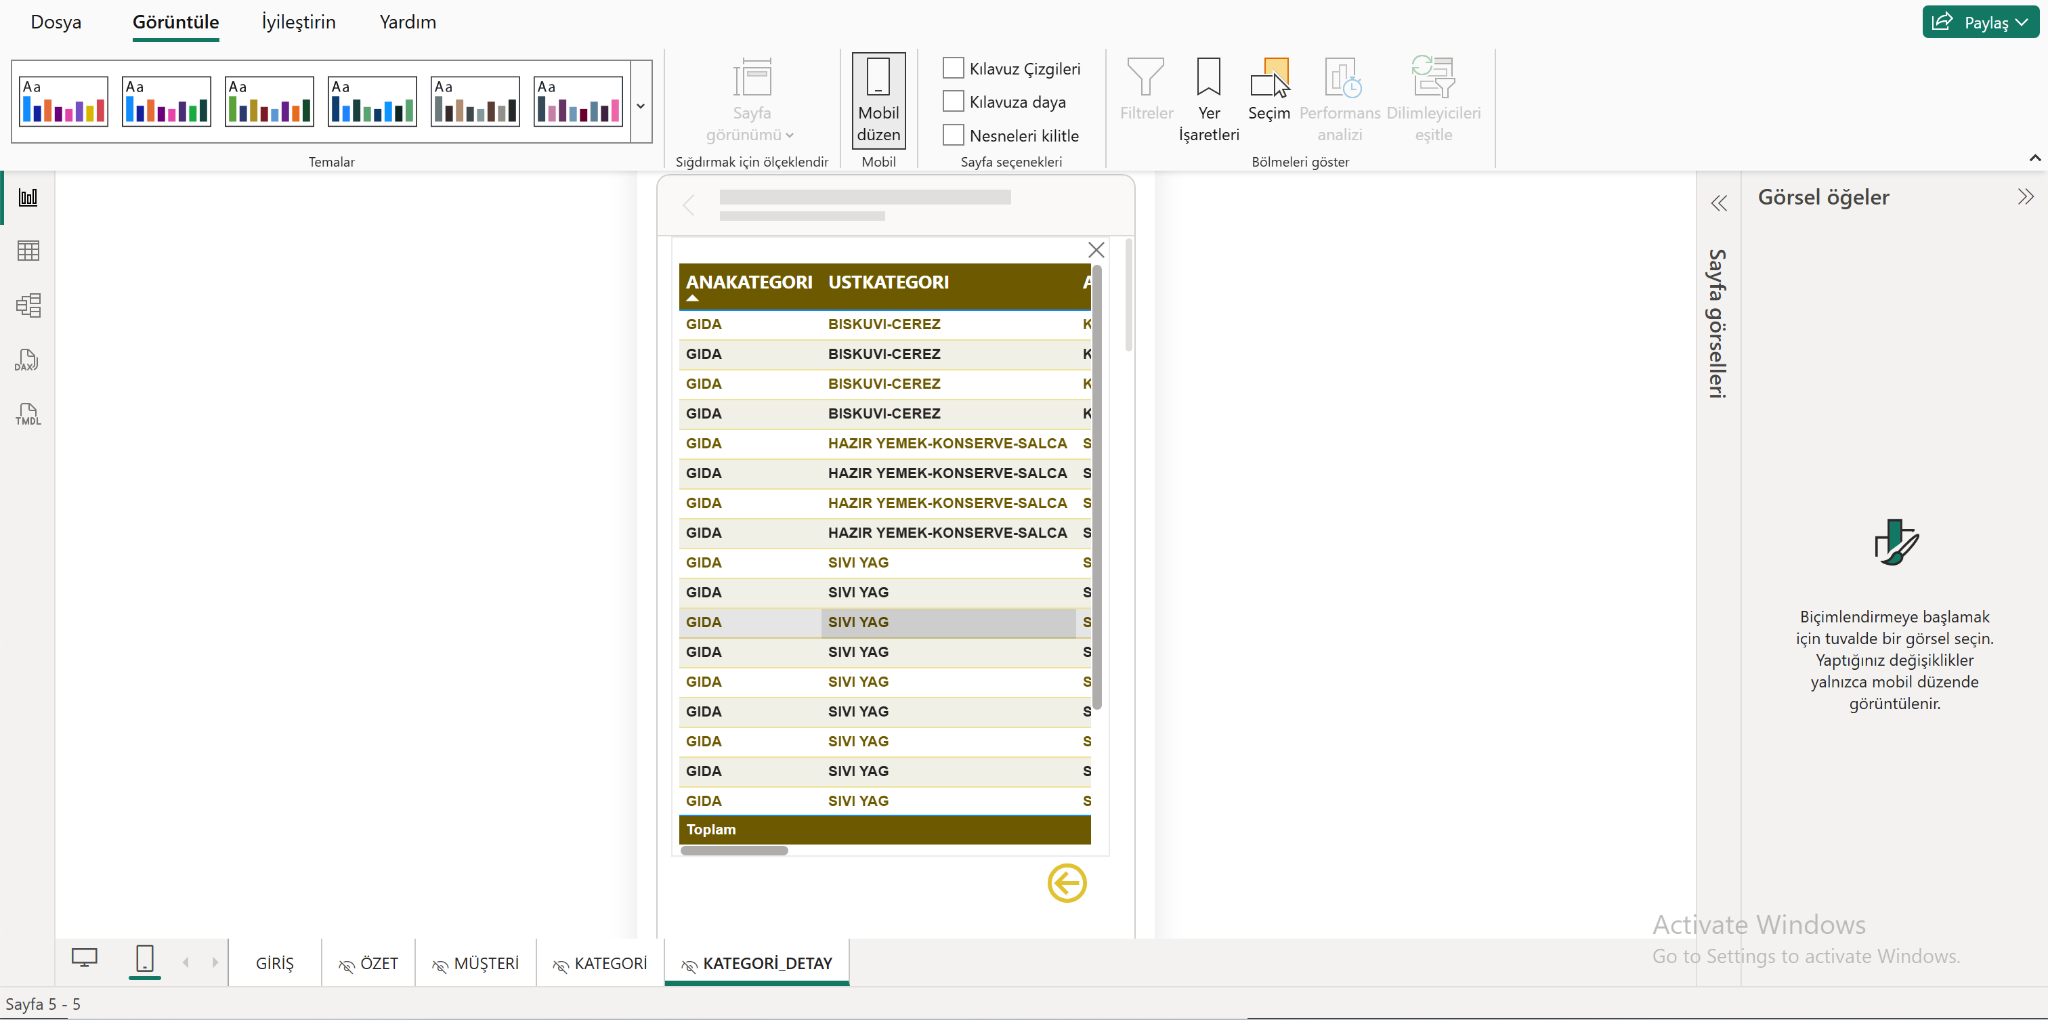 Dosya Görüntüle İyileştirin Yardım
Paylaş
Aa Aa Aa Aa Aa Aa
Temalar
Sayfa
görünümü
Sığdırmak için ölçeklendir
Mobil
düzen
Mobil
Kılavuz Çizgileri
Kılavuza daya
Nesneleri kilitle
Sayfa seçenekleri
Filtreler
Yer
İşaretleri
Seçim
Performans
analizi
Dilimleyicileri
eşitle
Bölmeleri göster
DAX
TMDL
ANAKATEGORI USTKATEGORI A
GIDA BISKUVI-CEREZ K
GIDA BISKUVI-CEREZ K
GIDA BISKUVI-CEREZ K
GIDA BISKUVI-CEREZ K
GIDA HAZIR YEMEK-KONSERVE-SALCA S
GIDA HAZIR YEMEK-KONSERVE-SALCA S
GIDA HAZIR YEMEK-KONSERVE-SALCA S
GIDA HAZIR YEMEK-KONSERVE-SALCA S
GIDA SIVI YAG S
GIDA SIVI YAG S
GIDA SIVI YAG S
GIDA SIVI YAG S
GIDA SIVI YAG S
GIDA SIVI YAG S
GIDA SIVI YAG S
GIDA SIVI YAG S
GIDA SIVI YAG S
Toplam
Sayfa görselleri
Görsel öğeler
Biçimlendirmeye başlamak
için tuvalde bir görsel seçin.
Yaptığınız değişiklikler
yalnızca mobil düzende
görüntülenir.
Activate Windows
Go to Settings to activate Windows.
GİRİŞ ÖZET MÜŞTERİ KATEGORİ KATEGORİ_DETAY
Sayfa 5 - 5